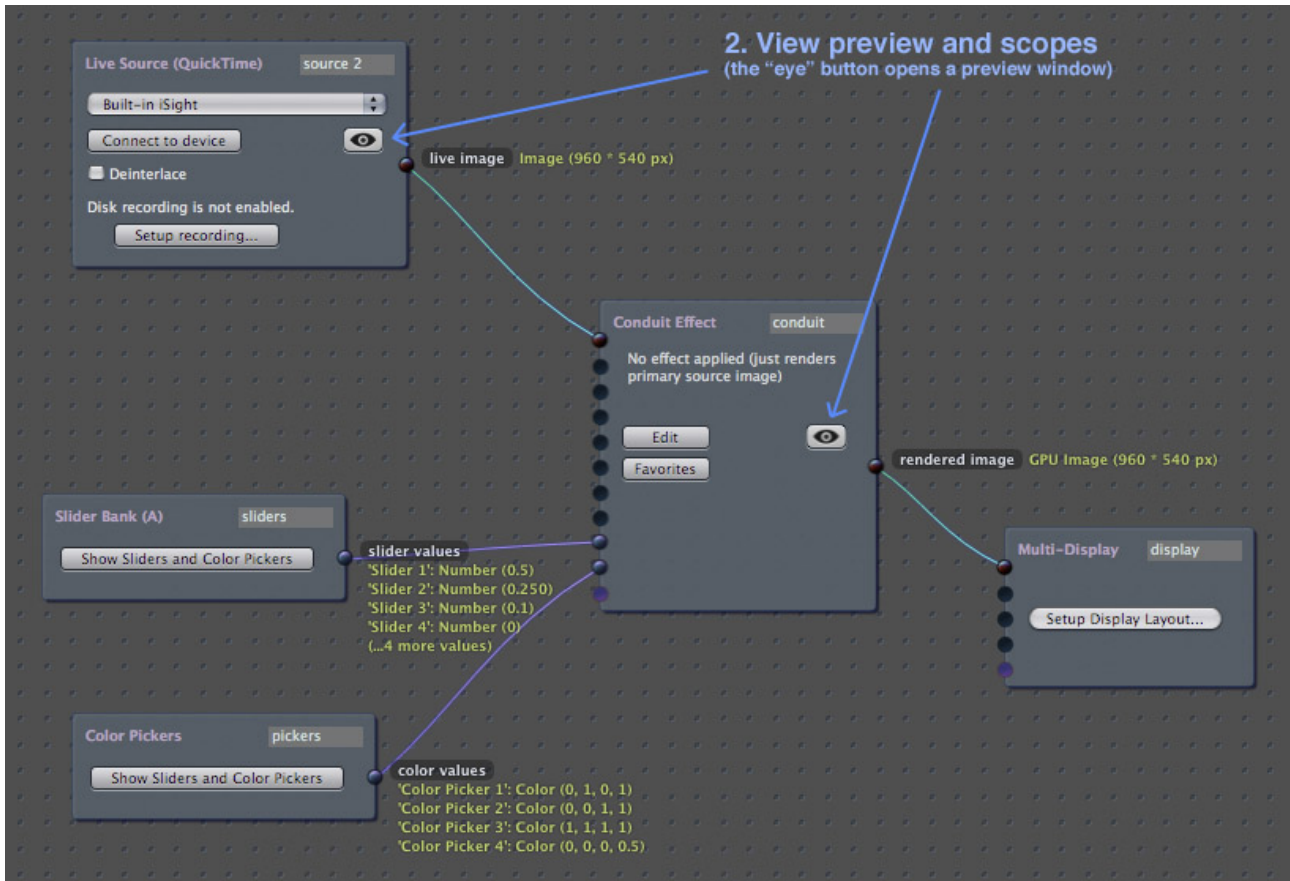 2. View preview and scopes
(the “eye” button opens a preview window)
Live Source (QuickTime) source 2
Built-in iSight
Connect to device
Deinterlace
Disk recording is not enabled.
Setup recording...
live image Image (960 * 540 px)
Conduit Effect conduit
No effect applied (just renders
primary source image)
Edit
Favorites
rendered image GPU Image (960 * 540 px)
Slider Bank (A) sliders
Show Sliders and Color Pickers
slider values
'Slider 1': Number (0.5)
'Slider 2': Number (0.250)
'Slider 3': Number (0.1)
'Slider 4': Number (0)
(...4 more values)
Multi-Display display
Setup Display Layout...
Color Pickers pickers
Show Sliders and Color Pickers
color values
'Color Picker 1': Color (0, 1, 0, 1)
'Color Picker 2': Color (0, 0, 1, 1)
'Color Picker 3': Color (1, 1, 1, 1)
'Color Picker 4': Color (0, 0, 0, 0.5)